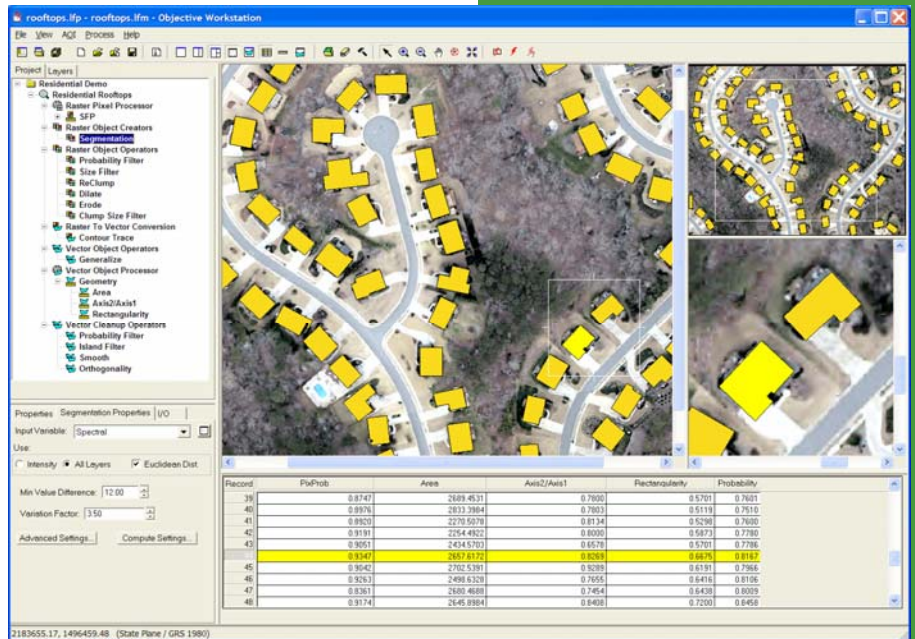 rooftops.lfp - rooftops.lfm - Objective Workstation
File View AOI Process Help
Project Layers
Residential Demo
Residential Rooftops
Raster Pixel Processor
SFP
Raster Object Creators
Segmentation
Raster Object Operators
Probability Filter
Size Filter
ReClump
Dilate
Erode
Clump Size Filter
Raster To Vector Conversion
Contour Trace
Vector Object Operators
Generalize
Vector Object Processor
Geometry
Area
Axis2/Axis1
Rectangularity
Vector Cleanup Operators
Probability Filter
Island Filter
Smooth
Orthogonality
Properties Segmentation Properties I/O
Input Variable: Spectral
Use:
Intensity All Layers Euclidean Dist
Min Value Difference: 12.00
Variation Factor: 3.50
Advanced Settings... Compute Settings...
Record PixProb Area Axis2/Axis1 Rectangularity Probability
39 0.8747 2689.4531 0.7800 0.5701 0.7601
40 0.8976 2833.3984 0.7803 0.5119 0.7510
41 0.8920 2270.5078 0.8134 0.5298 0.7600
42 0.9191 2254.4922 0.8000 0.5873 0.7780
43 0.9051 2434.5703 0.6578 0.5701 0.7786
0.9347 2657.6172 0.8269 0.6675 0.8167
45 0.9042 2702.5391 0.9289 0.6191 0.7966
46 0.9263 2498.6328 0.7655 0.6416 0.8106
47 0.8361 2680.4688 0.7454 0.6438 0.8009
48 0.9174 2645.8984 0.8408 0.7200 0.8458
2183655.17, 1496459.48 (State Plane / GRS 1980)